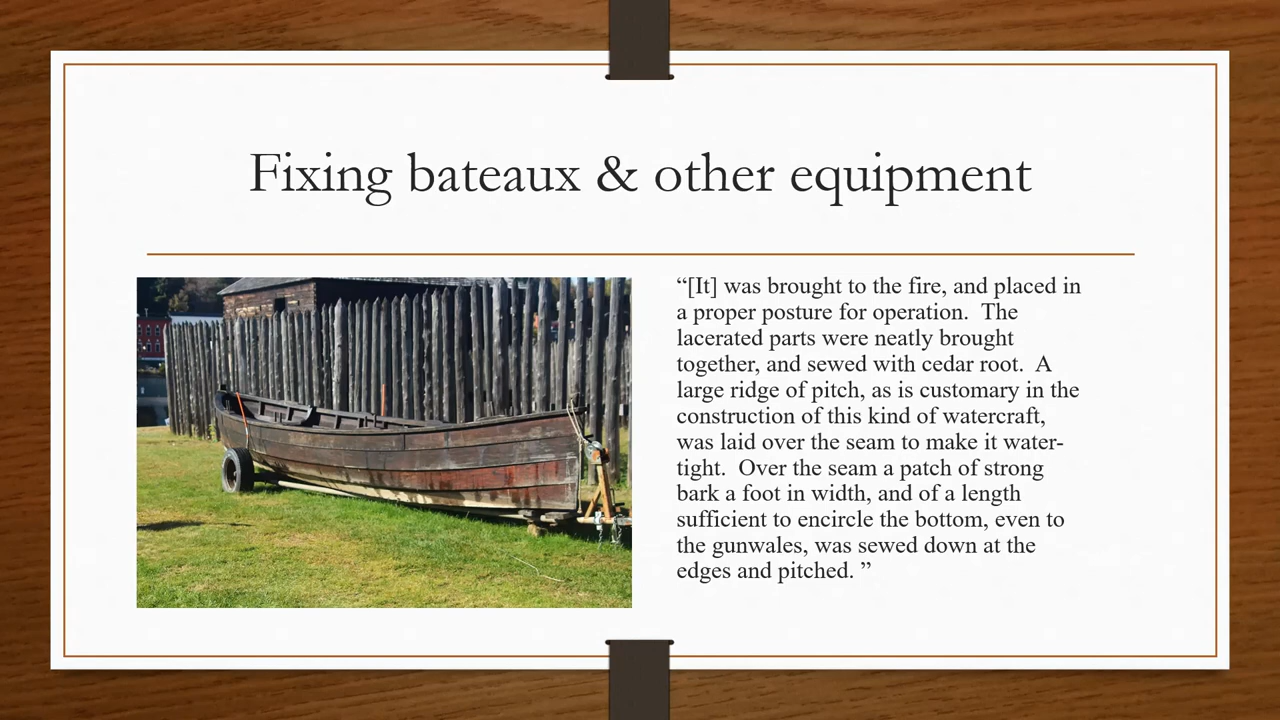 Fixing bateaux & other equipment
“[It] was brought to the fire, and placed in
a proper posture for operation.  The
lacerated parts were neatly brought
together, and sewed with cedar root.  A
large ridge of pitch, as is customary in the
construction of this kind of watercraft,
was laid over the seam to make it water-
tight.  Over the seam a patch of strong
bark a foot in width, and of a length
sufficient to encircle the bottom, even to
the gunwales, was sewed down at the
edges and pitched. ”